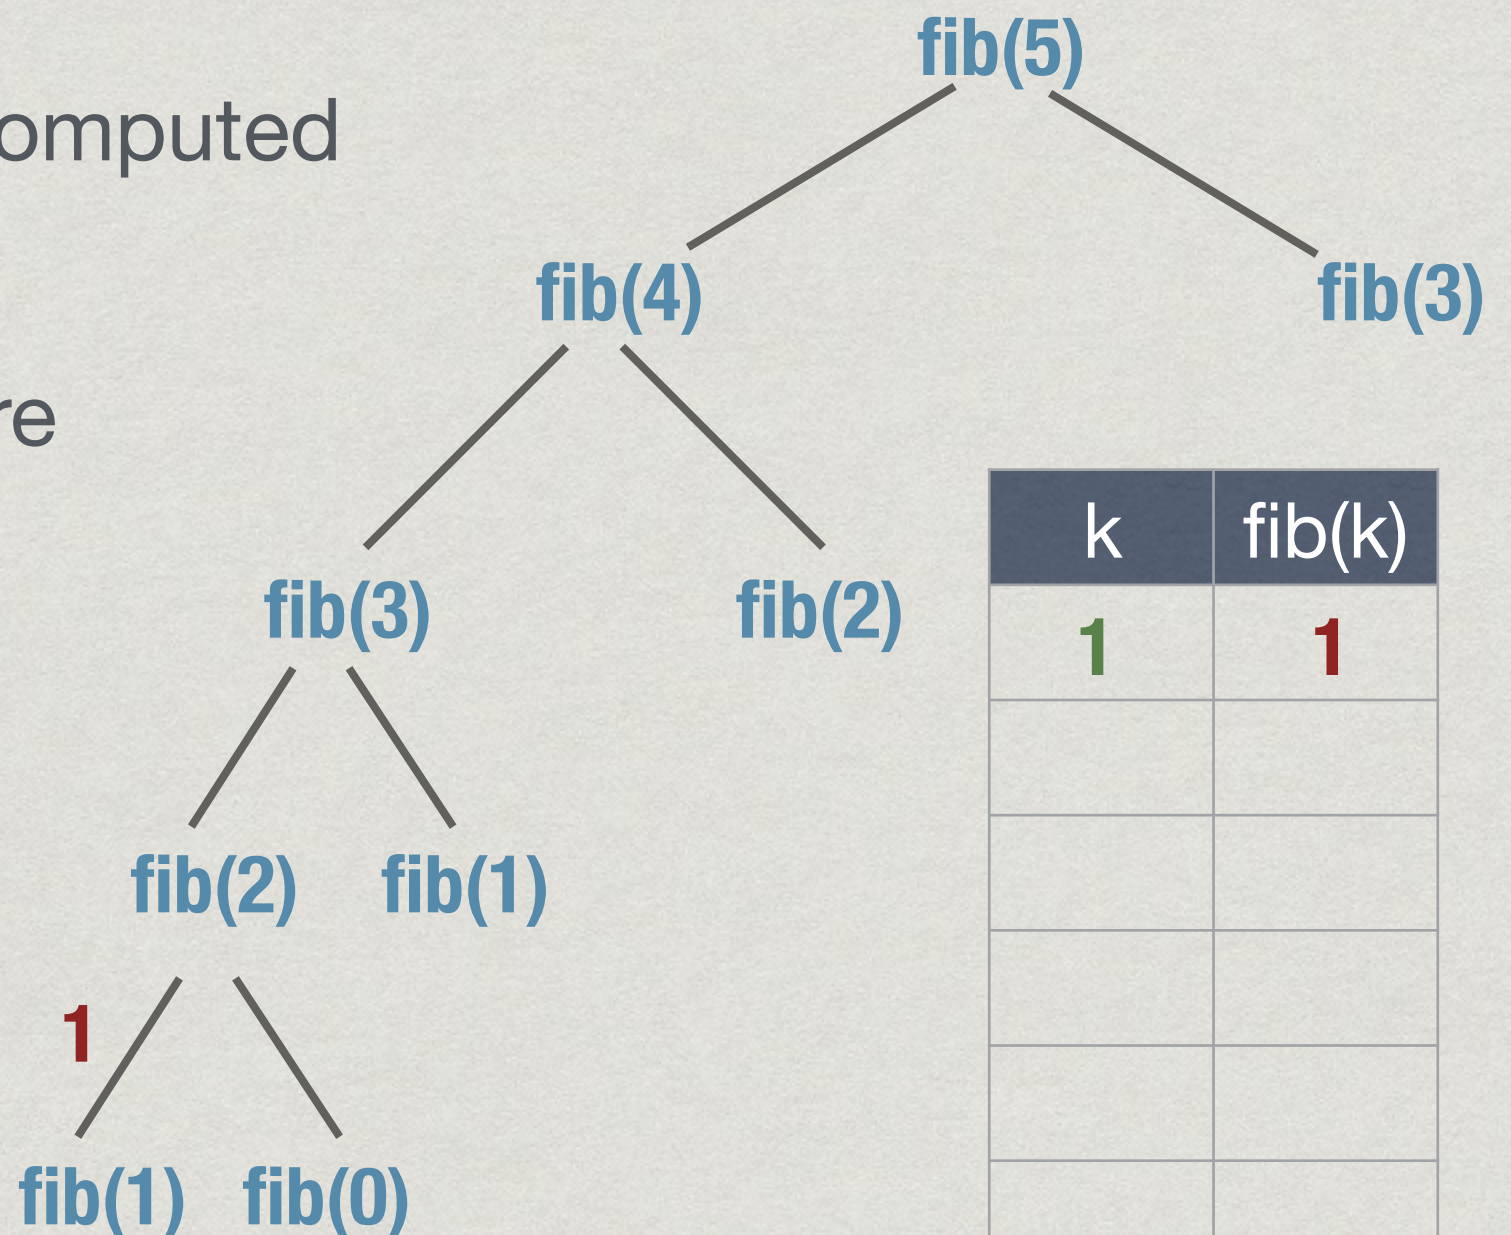 fib(5)
omputed
fib(4)
fib(3)
re
k fib(k)
fib(3)
fib(2)
1 1
fib(2)
fib(1)
1
fib(1)
fib(0)